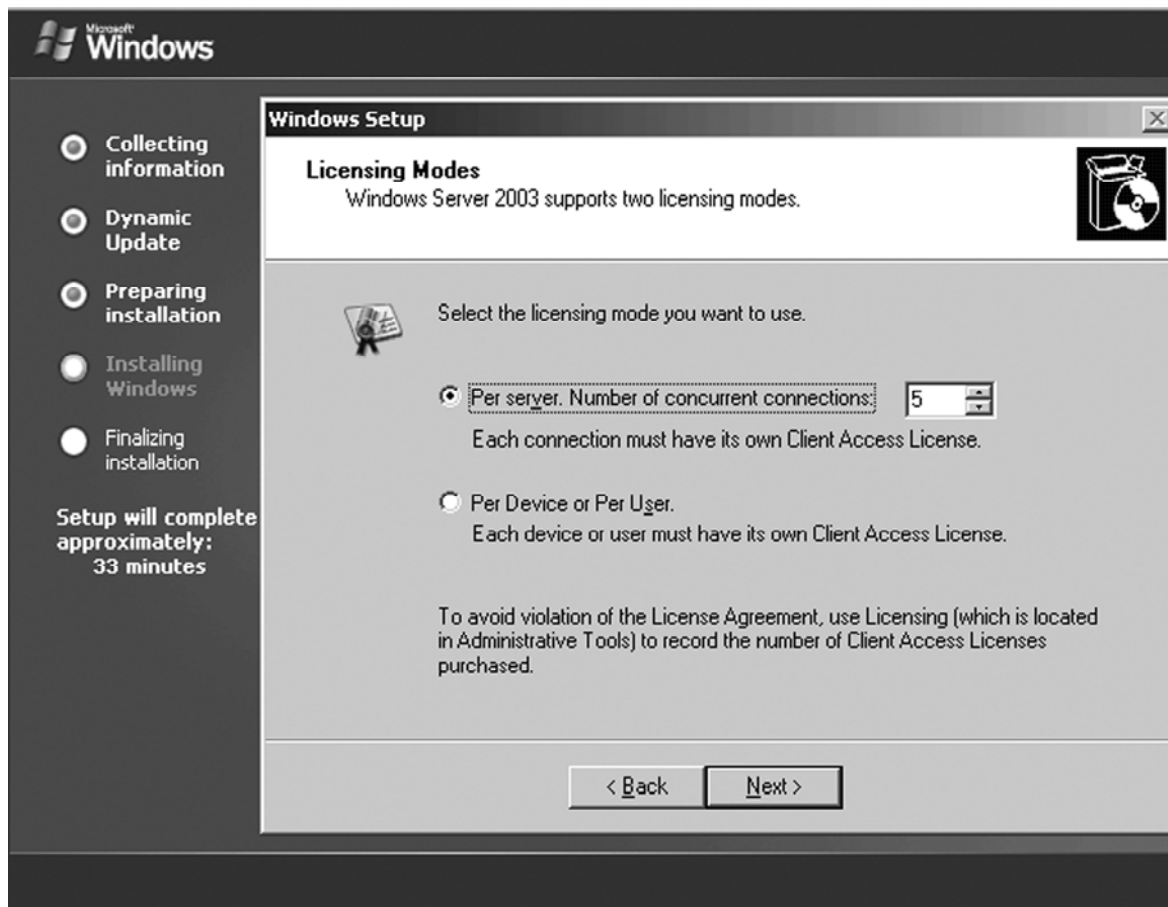 Microsoft
Windows
Collecting
information
Dynamic
Update
Preparing
installation
Installing
Windows
Finalizing
installation
Setup will complete
approximately:
33 minutes
Windows Setup
Licensing Modes
Windows Server 2003 supports two licensing modes.
Select the licensing mode you want to use.
Per server. Number of concurrent connections: 5
Each connection must have its own Client Access License.
Per Device or Per User.
Each device or user must have its own Client Access License.
To avoid violation of the License Agreement, use Licensing (which is located
in Administrative Tools) to record the number of Client Access Licenses
purchased.
< Back Next >